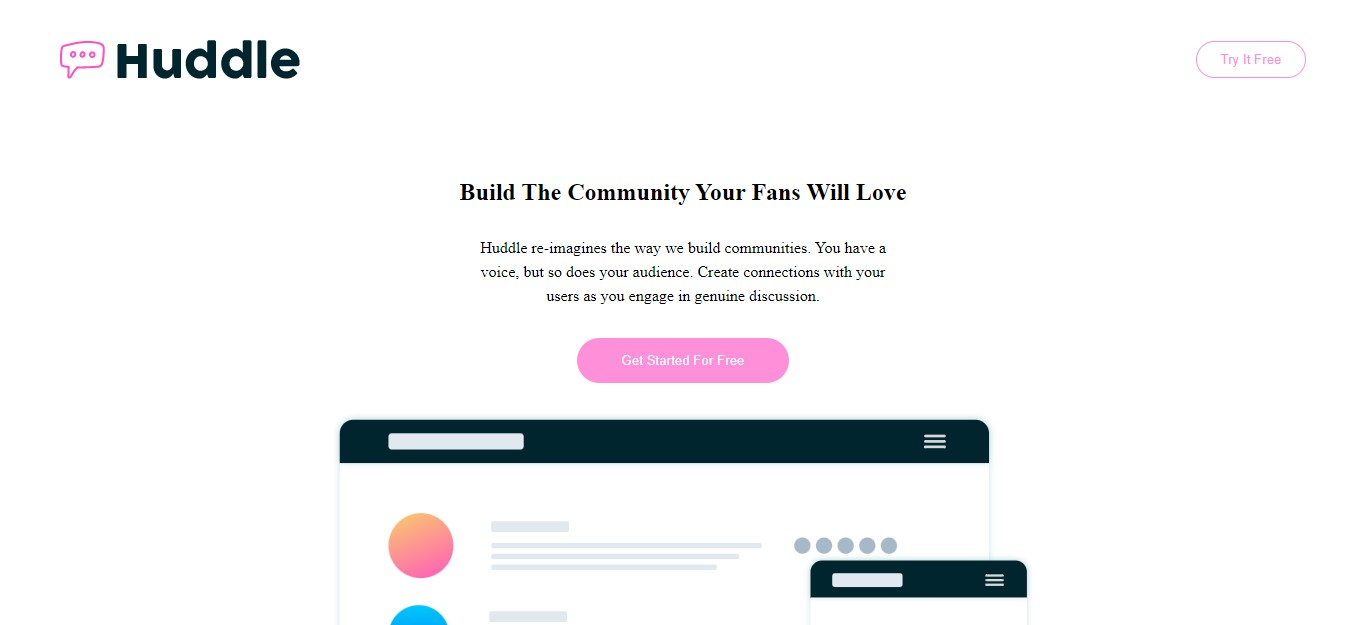 Huddle
Try It Free
Build The Community Your Fans Will Love
Huddle re-imagines the way we build communities. You have a
voice, but so does your audience. Create connections with your
users as you engage in genuine discussion.
Get Started For Free